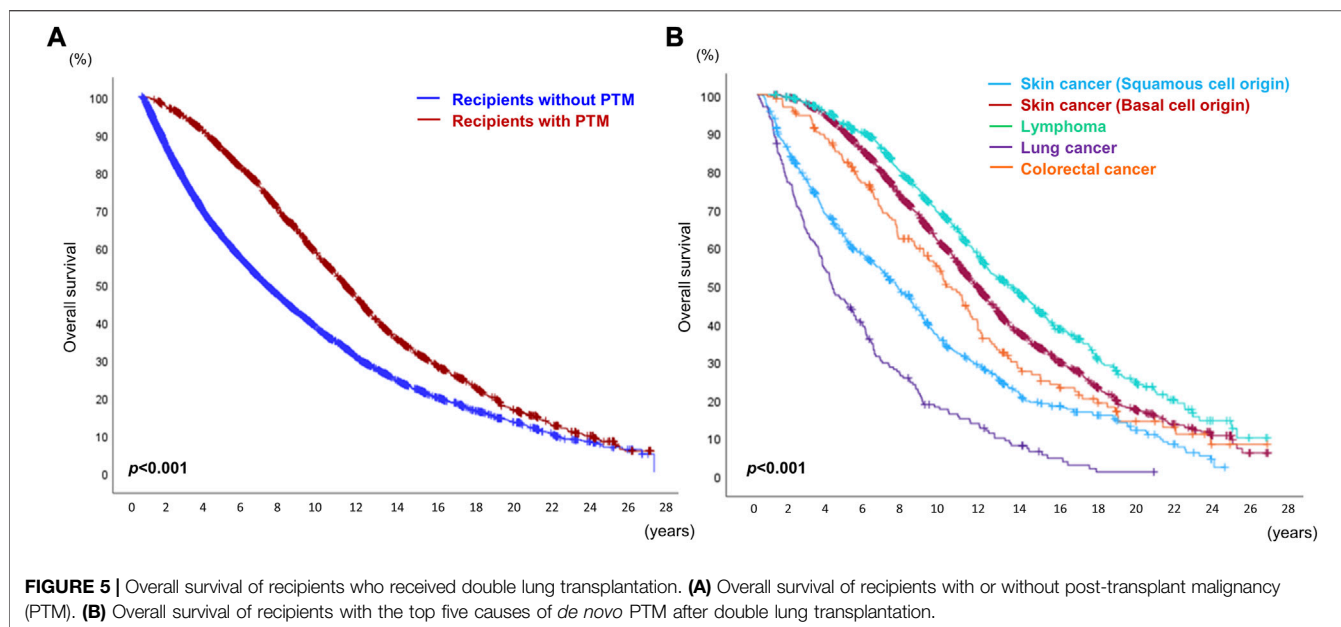 A
(%)
Recipients without PTM
Recipients with PTM
100
90
80
70
60
50
40
30
20
10
0
Overall survival
p<0.001
0 2 4 6 8 10 12 14 16 18 20 22 24 26 28
(years)
B
(%)
Skin cancer (Squamous cell origin)
Skin cancer (Basal cell origin)
Lymphoma
Lung cancer
Colorectal cancer
100
90
80
70
60
50
40
30
20
10
0
Overall survival
p<0.001
0 2 4 6 8 10 12 14 16 18 20 22 24 26 28
(years)
FIGURE 5 | Overall survival of recipients who received double lung transplantation. (A) Overall survival of recipients with or without post-transplant malignancy
(PTM). (B) Overall survival of recipients with the top five causes of de novo PTM after double lung transplantation.